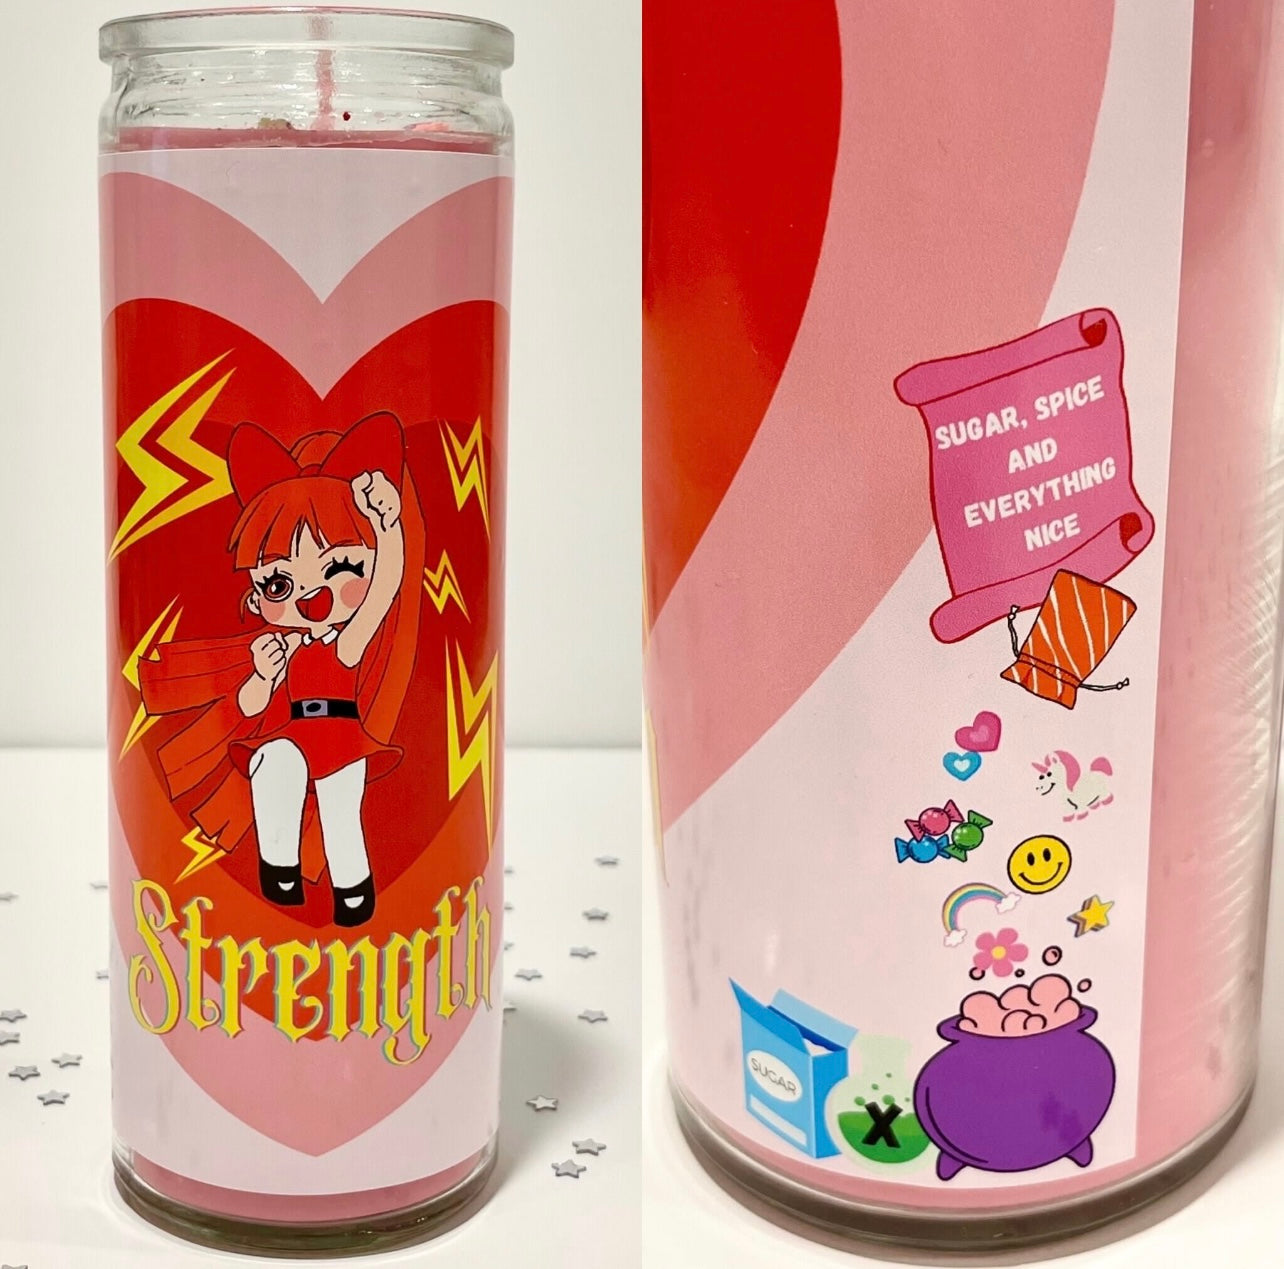 Strength
SUGAR, SPICE
AND
EVERYTHING
NICE
SUGAR
X